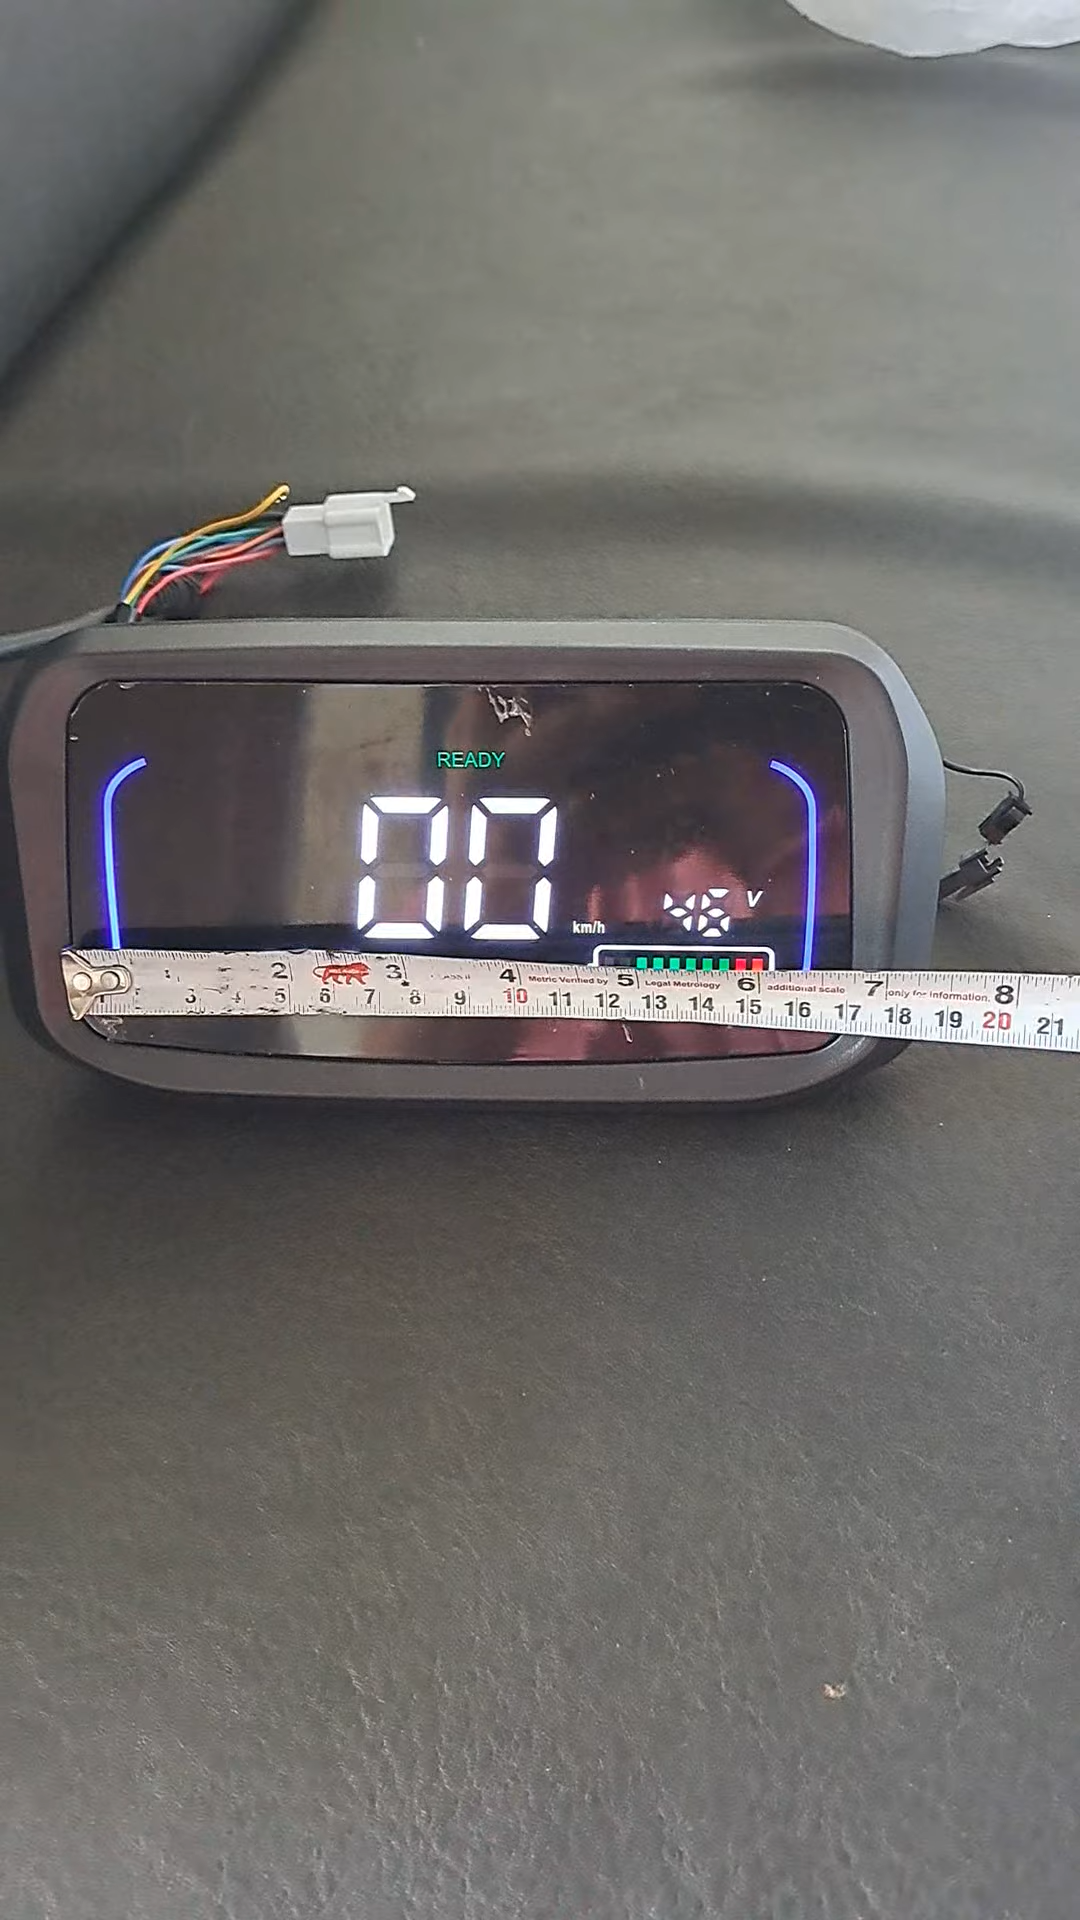 READY
00
km/h
46 V
2 3 4 Metric Verified by 5 Legal Metrology 6 additional scale 7 only for Information. 8
1 3 4 5 6 7 8 9 10 11 12 13 14 15 16 17 18 19 20 21